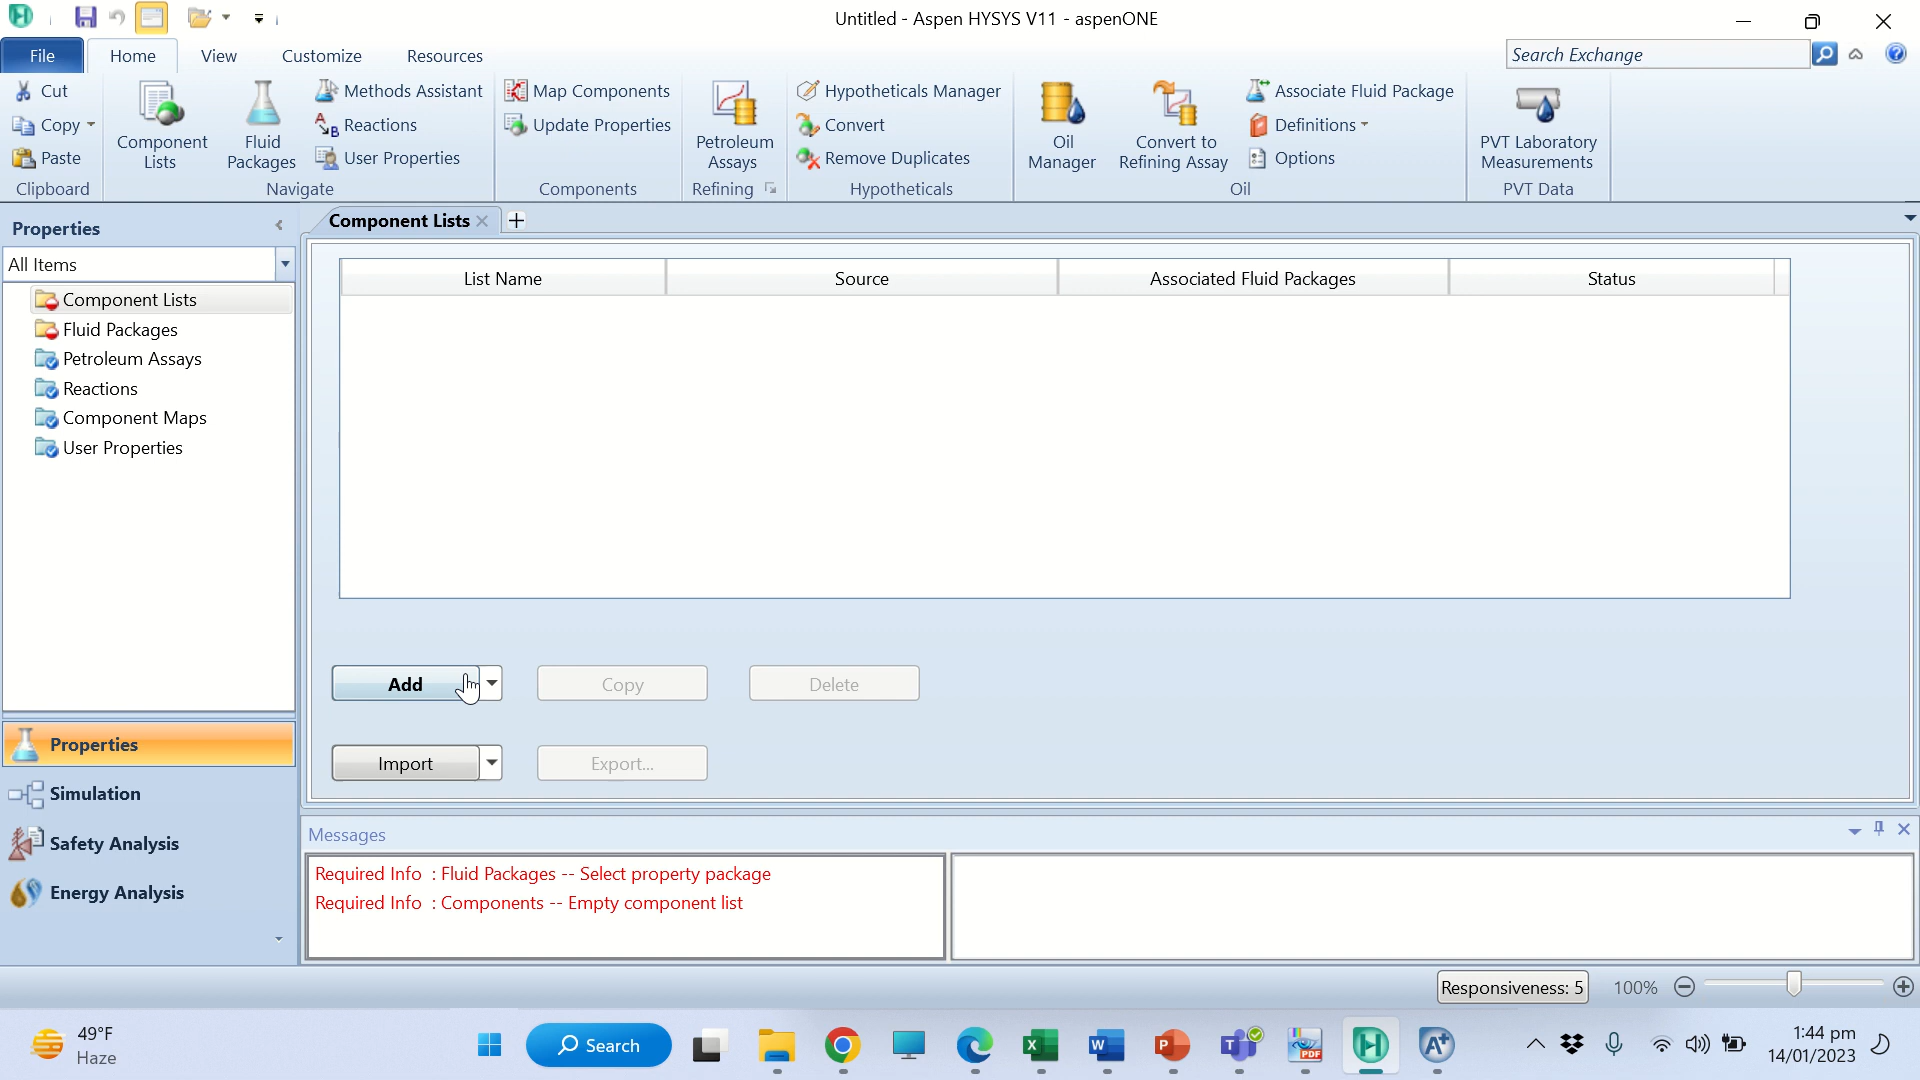 Untitled - Aspen HYSYS V11 - aspenONE
File Home View Customize Resources
Search Exchange
Cut
Copy
Paste
Clipboard
Component Lists
Fluid Packages
Methods Assistant
Reactions
User Properties
Navigate
Map Components
Update Properties
Components
Petroleum Assays
Refining
Hypotheticals Manager
Convert
Remove Duplicates
Hypotheticals
Oil Manager
Convert to Refining Assay
Associate Fluid Package
Definitions
Options
Oil
PVT Laboratory Measurements
PVT Data
Properties
All Items
Component Lists
Fluid Packages
Petroleum Assays
Reactions
Component Maps
User Properties
Properties
Simulation
Safety Analysis
Energy Analysis
Component Lists
List Name Source Associated Fluid Packages Status
Add Copy Delete
Import Export...
Messages
Required Info : Fluid Packages -- Select property package
Required Info : Components -- Empty component list
Responsiveness: 5 100%
49°F
Haze
Search
1:44 pm
14/01/2023